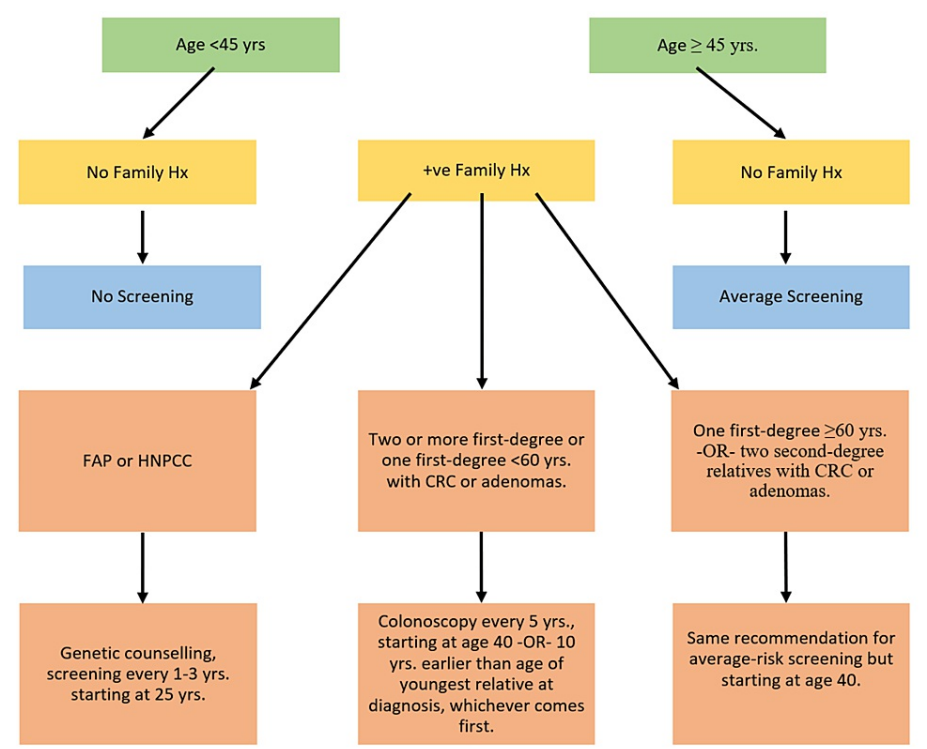 Age <45 yrs
Age ≥ 45 yrs.
No Family Hx
+ve Family Hx
No Family Hx
No Screening
Average Screening
FAP or HNPCC
Two or more first-degree or
one first-degree <60 yrs.
with CRC or adenomas.
One first-degree ≥60 yrs.
-OR- two second-degree
relatives with CRC or
adenomas.
Genetic counselling,
screening every 1-3 yrs.
starting at 25 yrs.
Colonoscopy every 5 yrs.,
starting at age 40 -OR- 10
yrs. earlier than age of
youngest relative at
diagnosis, whichever comes
first.
Same recommendation for
average-risk screening but
starting at age 40.